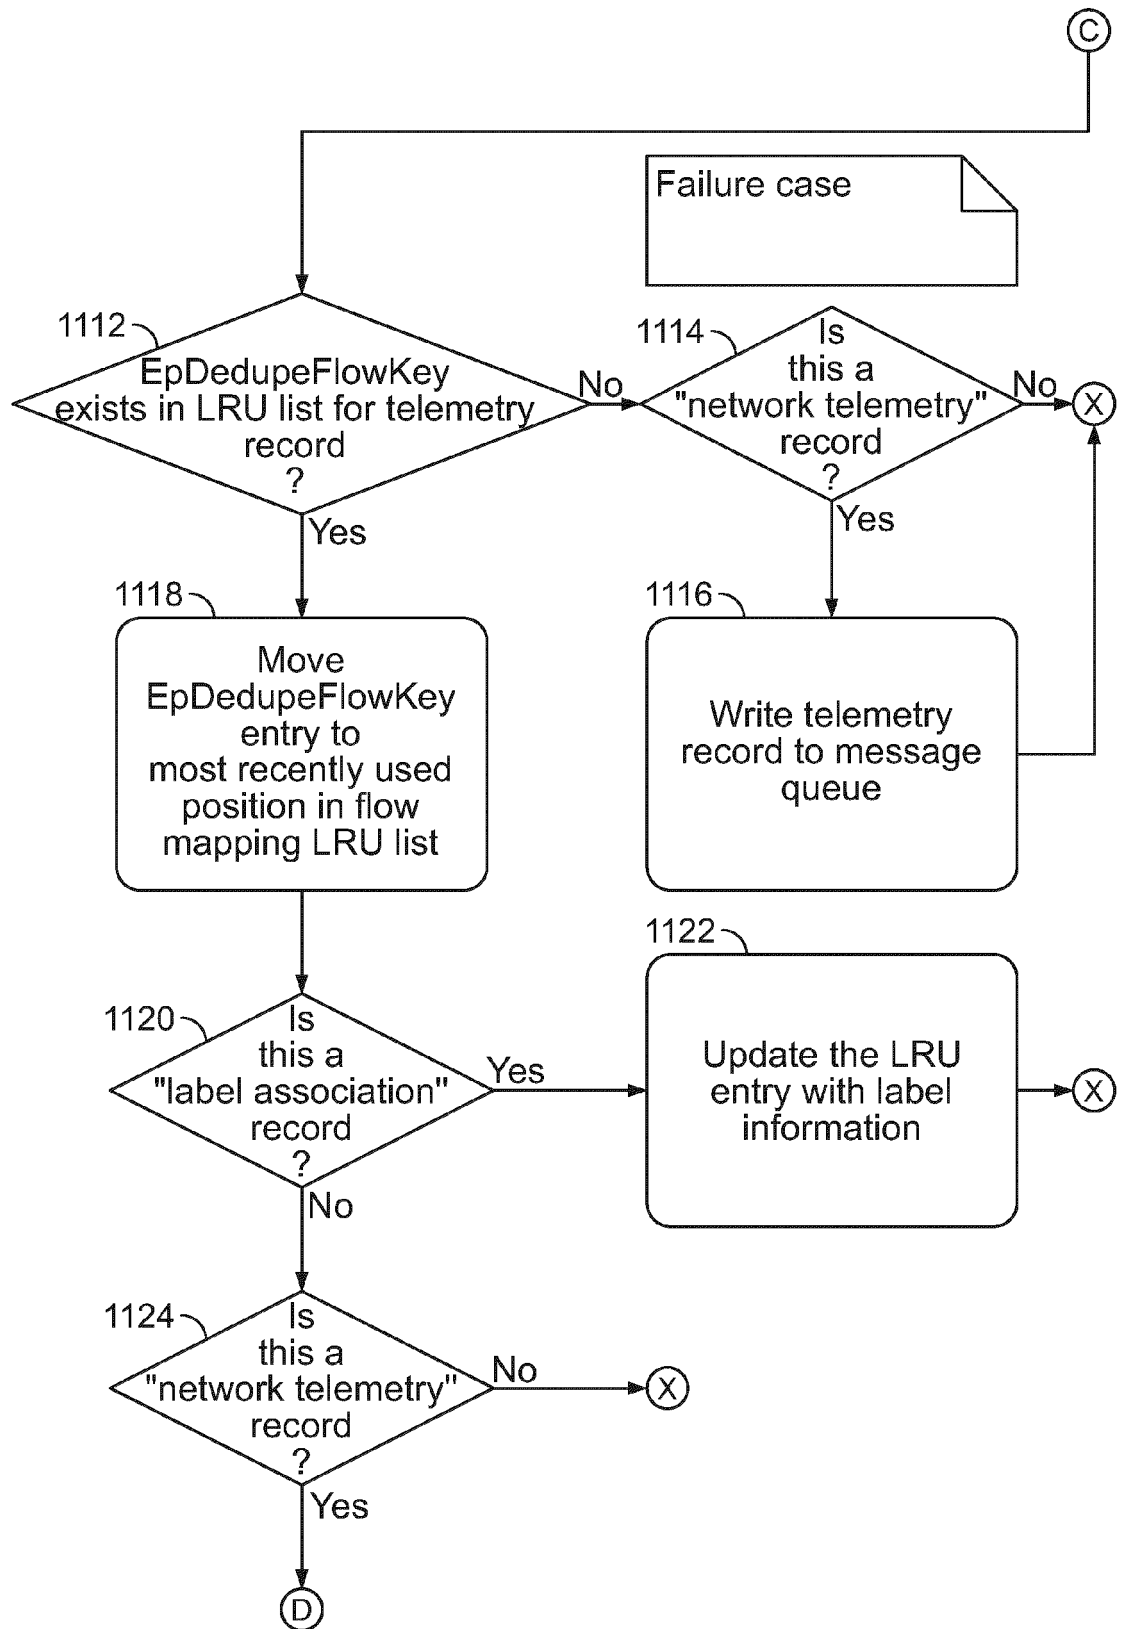 C
Failure case
1112
EpDedupeFlowKey
exists in LRU list for telemetry
record
?
No
Yes
1114
Is
this a
"network telemetry"
record
?
No
X
Yes
1118
Move
EpDedupeFlowKey
entry to
most recently used
position in flow
mapping LRU list
1116
Write telemetry
record to message
queue
1120
Is
this a
"label association"
record
?
Yes
No
1122
Update the LRU
entry with label
information
X
1124
Is
this a
"network telemetry"
record
?
No
X
Yes
D